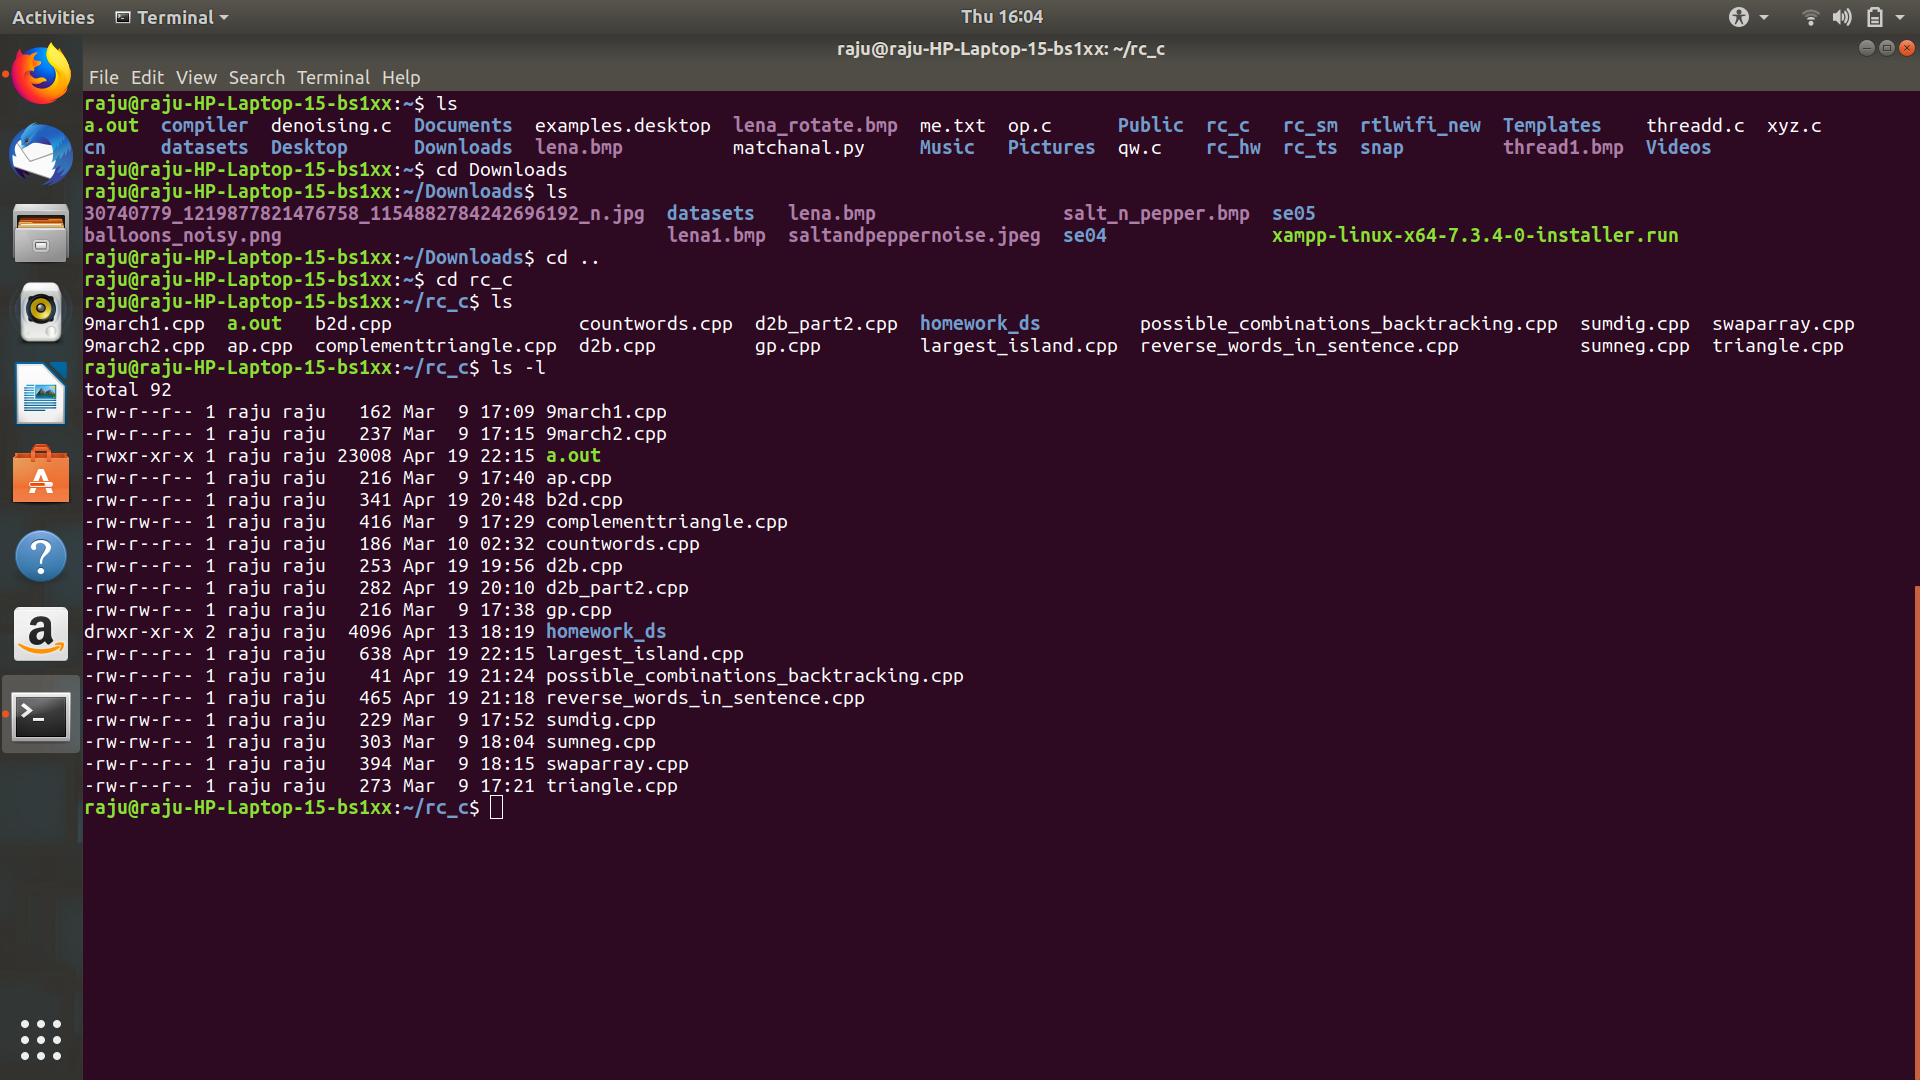 Activities Terminal Thu 16:04
raju@raju-HP-Laptop-15-bs1xx: ~/rc_c
File Edit View Search Terminal Help
raju@raju-HP-Laptop-15-bs1xx:~$ ls
a.out compiler denoising.c Documents examples.desktop lena_rotate.bmp me.txt op.c Public rc_c rc_sm rtlwifi_new Templates threadd.c xyz.c
cn datasets Desktop Downloads lena.bmp matchanal.py Music Pictures qw.c rc_hw rc_ts snap thread1.bmp Videos
raju@raju-HP-Laptop-15-bs1xx:~$ cd Downloads
raju@raju-HP-Laptop-15-bs1xx:~/Downloads$ ls
30740779_1219877821476758_1154882784242696192_n.jpg datasets lena.bmp salt_n_pepper.bmp se05
balloons_noisy.png lena1.bmp saltandpeppernoise.jpeg se04 xampp-linux-x64-7.3.4-0-installer.run
raju@raju-HP-Laptop-15-bs1xx:~/Downloads$ cd ..
raju@raju-HP-Laptop-15-bs1xx:~$ cd rc_c
raju@raju-HP-Laptop-15-bs1xx:~/rc_c$ ls
9march1.cpp a.out b2d.cpp countwords.cpp d2b_part2.cpp homework_ds possible_combinations_backtracking.cpp sumdig.cpp swaparray.cpp
9march2.cpp ap.cpp complementtriangle.cpp d2b.cpp gp.cpp largest_island.cpp reverse_words_in_sentence.cpp sumneg.cpp triangle.cpp
raju@raju-HP-Laptop-15-bs1xx:~/rc_c$ ls -l
total 92
-rw-r--r-- 1 raju raju 162 Mar 9 17:09 9march1.cpp
-rw-r--r-- 1 raju raju 237 Mar 9 17:15 9march2.cpp
-rwxr-xr-x 1 raju raju 23008 Apr 19 22:15 a.out
-rw-r--r-- 1 raju raju 216 Mar 9 17:40 ap.cpp
-rw-r--r-- 1 raju raju 341 Apr 19 20:48 b2d.cpp
-rw-rw-r-- 1 raju raju 416 Mar 9 17:29 complementtriangle.cpp
-rw-r--r-- 1 raju raju 186 Mar 10 02:32 countwords.cpp
-rw-r--r-- 1 raju raju 253 Apr 19 19:56 d2b.cpp
-rw-r--r-- 1 raju raju 282 Apr 19 20:10 d2b_part2.cpp
-rw-rw-r-- 1 raju raju 216 Mar 9 17:38 gp.cpp
drwxr-xr-x 2 raju raju 4096 Apr 13 18:19 homework_ds
-rw-r--r-- 1 raju raju 638 Apr 19 22:15 largest_island.cpp
-rw-r--r-- 1 raju raju 41 Apr 19 21:24 possible_combinations_backtracking.cpp
-rw-r--r-- 1 raju raju 465 Apr 19 21:18 reverse_words_in_sentence.cpp
-rw-rw-r-- 1 raju raju 229 Mar 9 17:52 sumdig.cpp
-rw-rw-r-- 1 raju raju 303 Mar 9 18:04 sumneg.cpp
-rw-r--r-- 1 raju raju 394 Mar 9 18:15 swaparray.cpp
-rw-r--r-- 1 raju raju 273 Mar 9 17:21 triangle.cpp
raju@raju-HP-Laptop-15-bs1xx:~/rc_c$